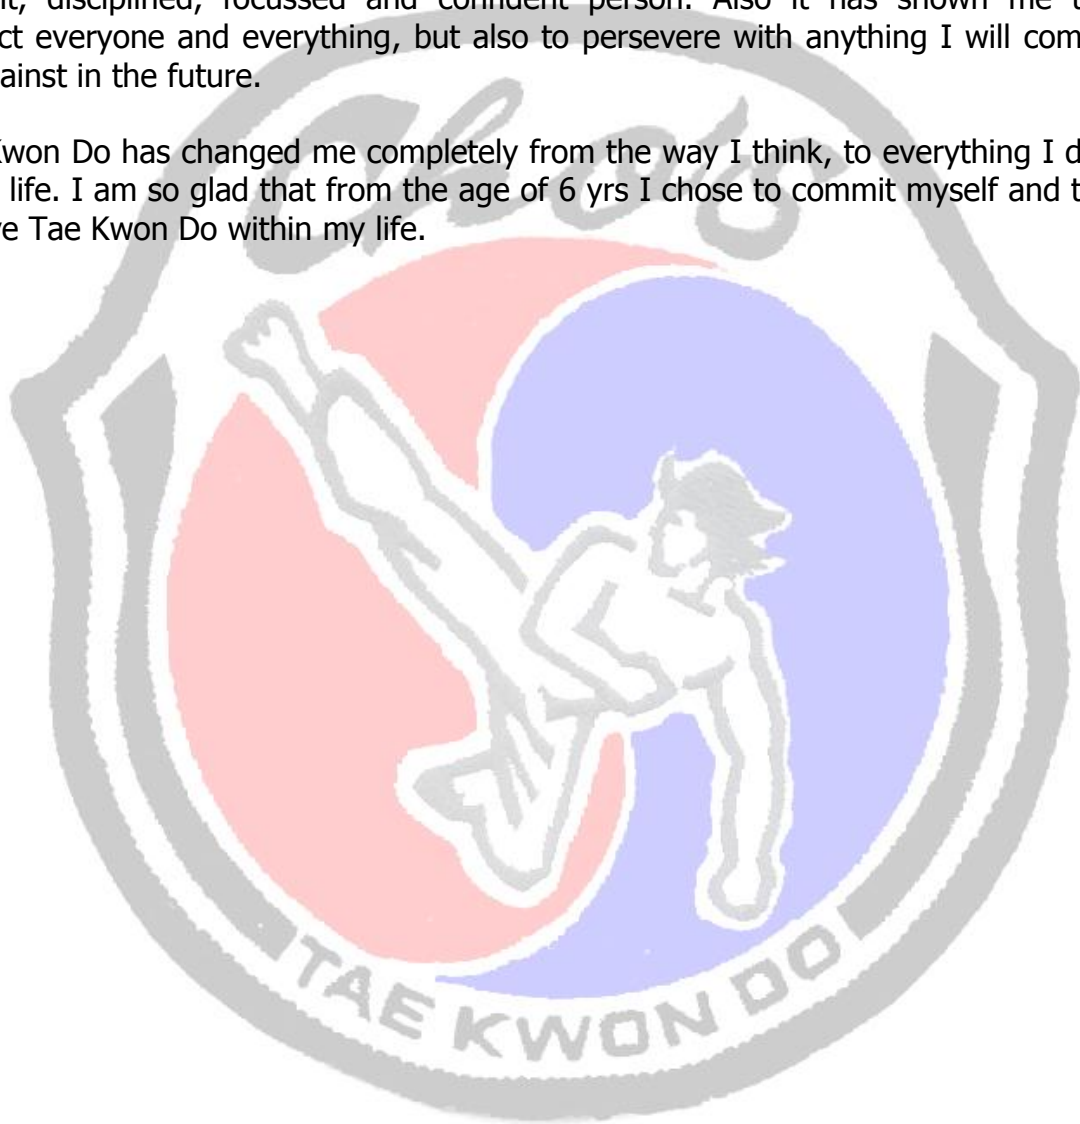 Choi's
disciplined, focussed and confident person. Also it has shown me t
ct everyone and everything, but also to persevere with anything I will com
ainst in the future.
Kwon Do has changed me completely from the way I think, to everything I d
life. I am so glad that from the age of 6 yrs I chose to commit myself and t
ve Tae Kwon Do within my life.
TAE KWON DO